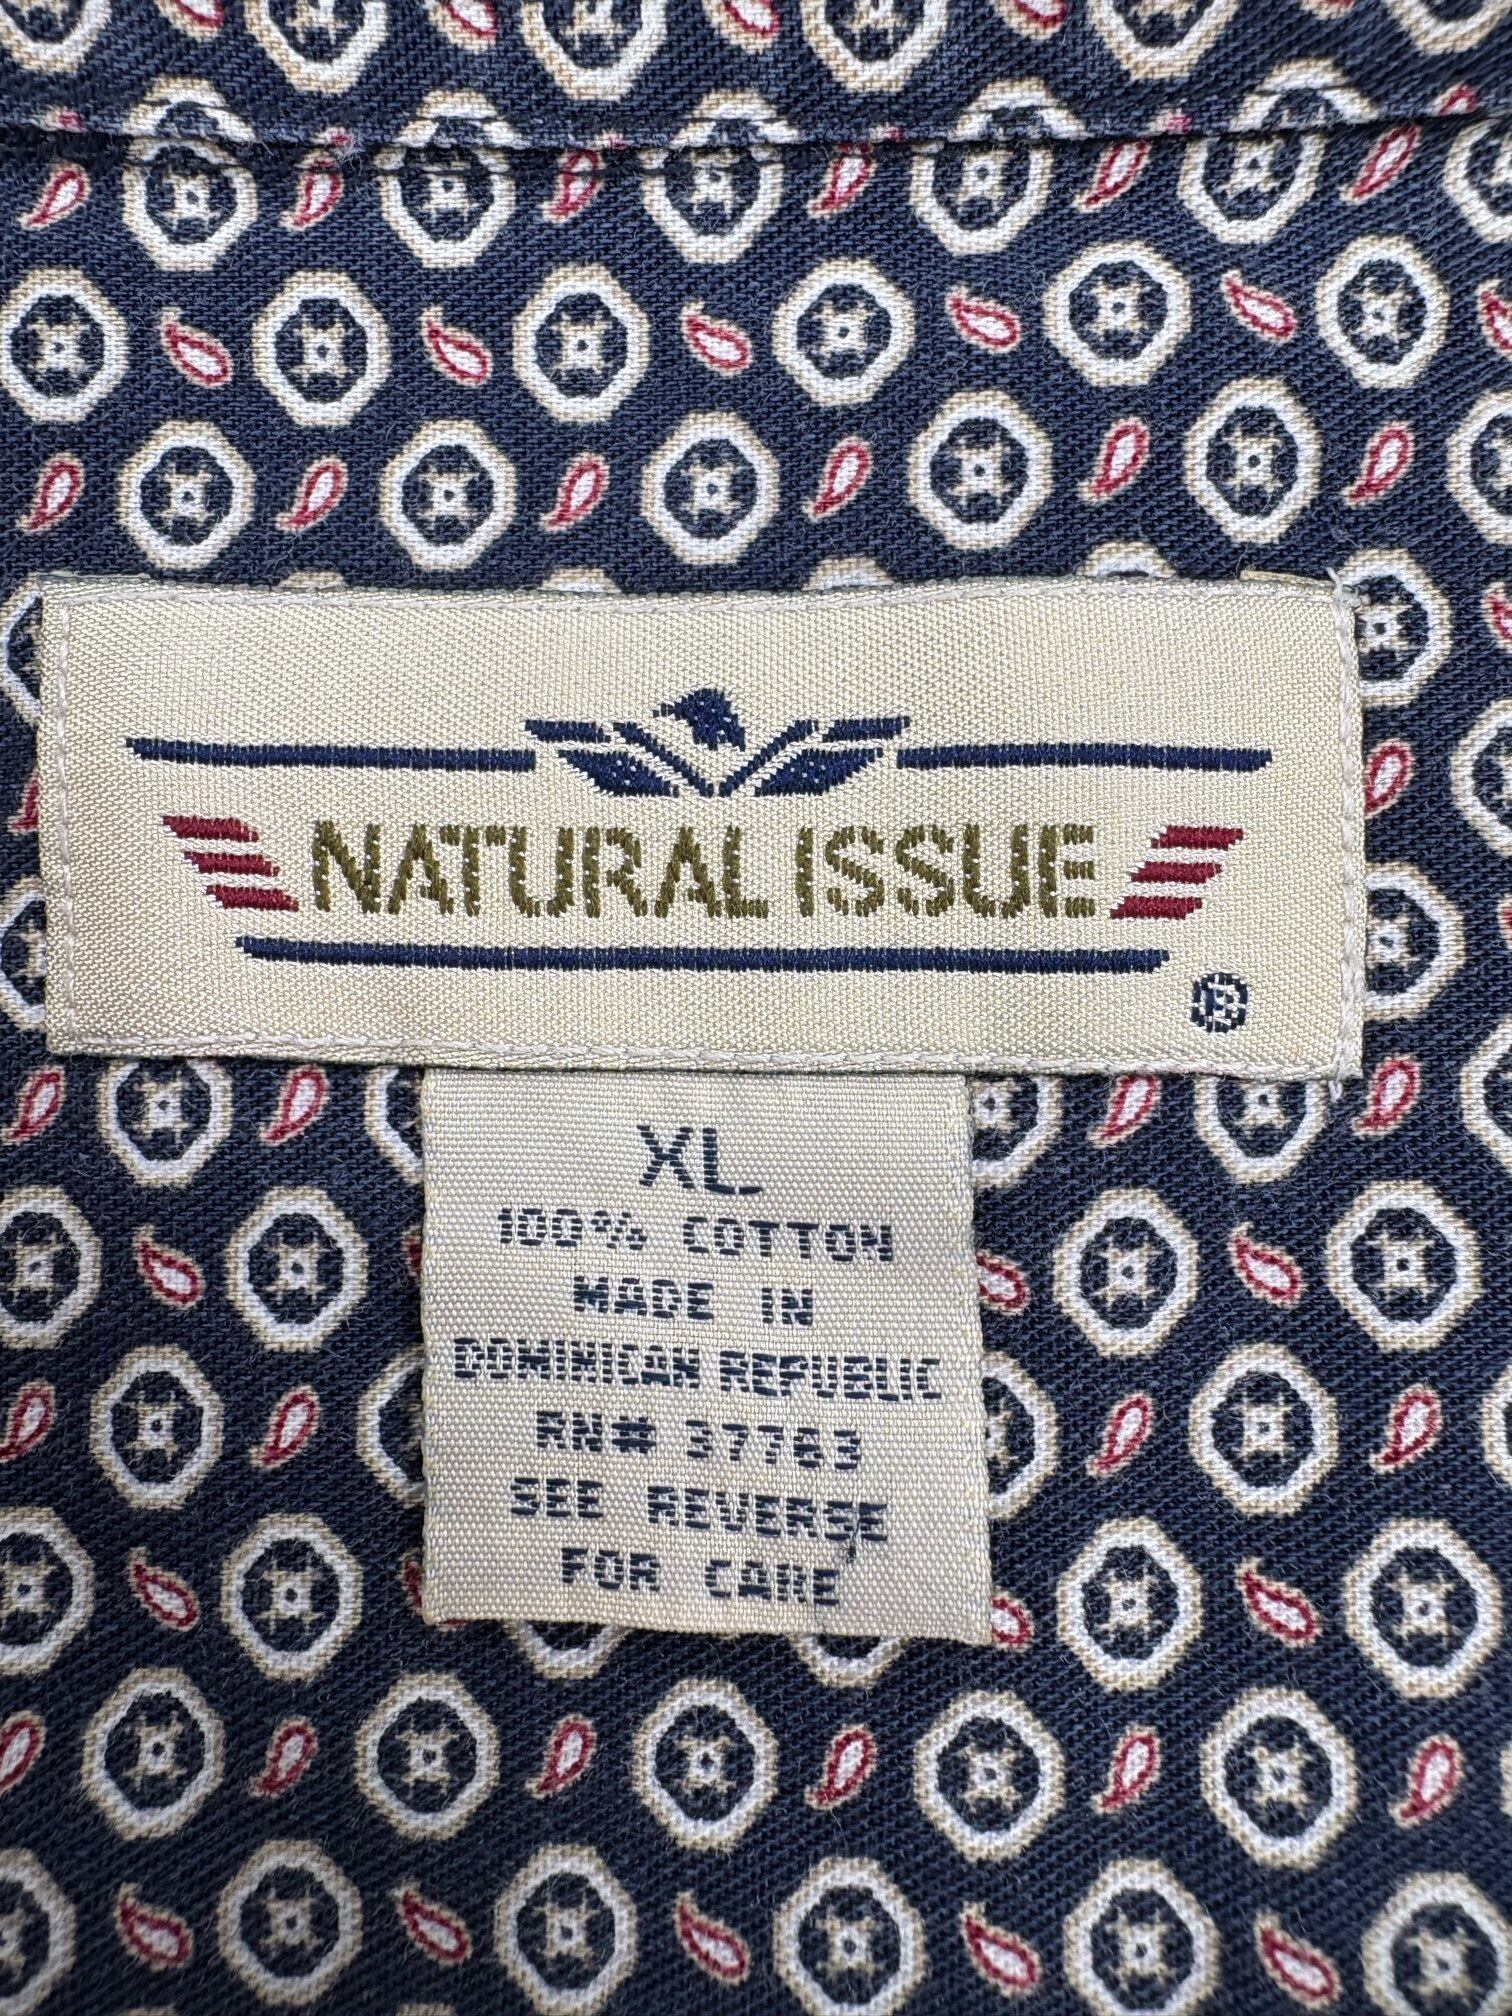 NATURAL ISSUE
®
XL
100% COTTON
MADE IN
DOMINICAN REPUBLIC
RN# 37763
SEE REVERSE
FOR CARE